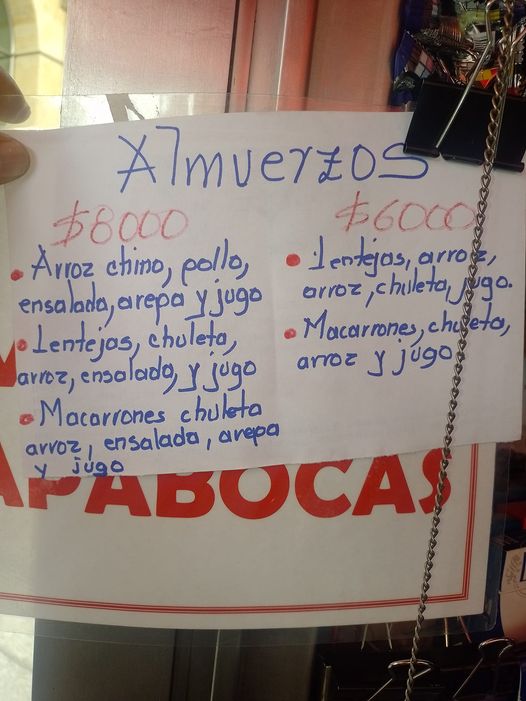 Almuerzos
$8000
• Arroz chino, pollo,
ensalada, arepa y jugo
• Lentejas, chuleta,
arroz, ensalada, y jugo
• Macarrones chuleta
arroz, ensalada, arepa
y jugo
$6000
• Lentejas, arroz,
arroz, chuleta, jugo.
• Macarrones, chuleta,
arroz y jugo
APABOCAS